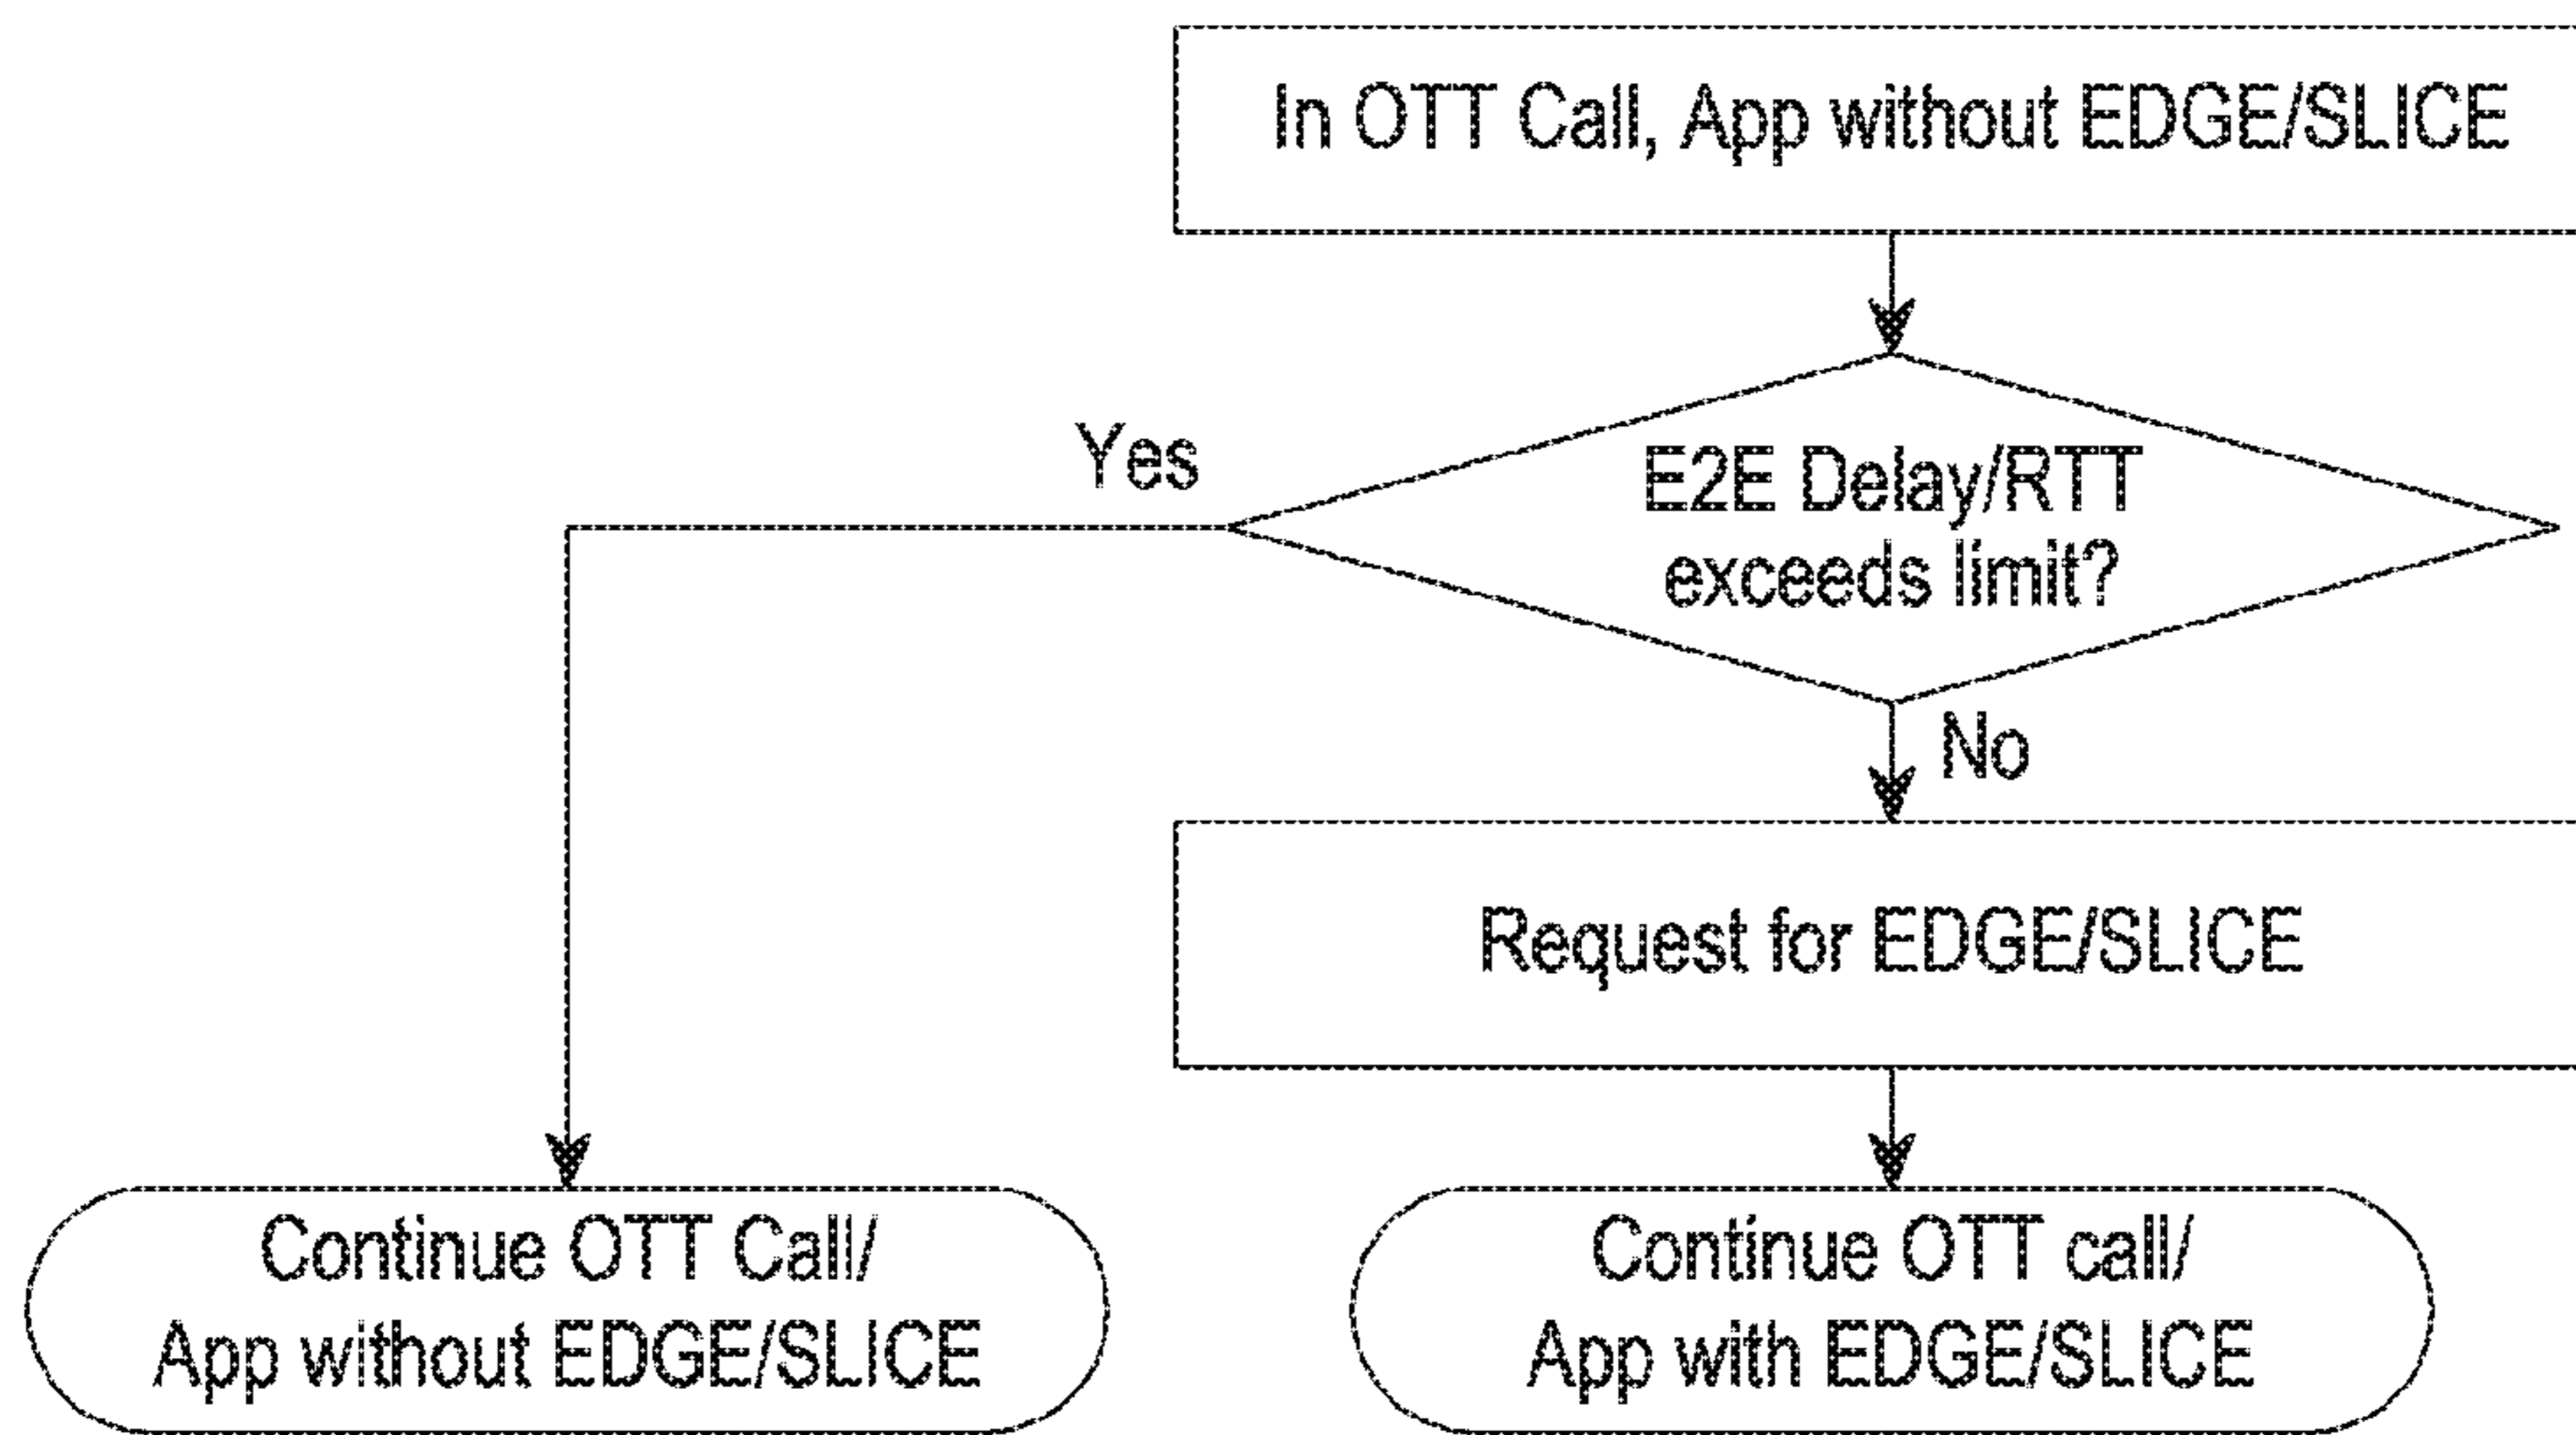 In OTT Call, App without EDGE/SLICE
Yes
E2E Delay/RTT
exceeds limit?
No
Request for EDGE/SLICE
Continue OTT Call/
App without EDGE/SLICE
Continue OTT call/
App with EDGE/SLICE